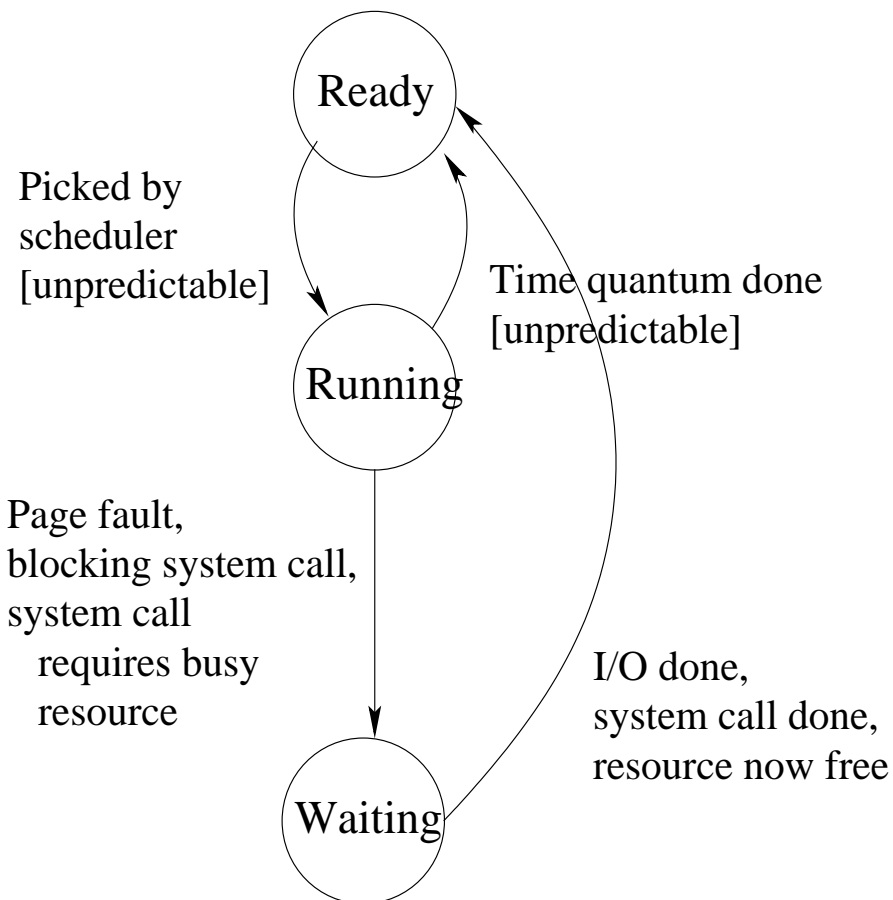 Ready
Picked by
scheduler
[unpredictable]
Time quantum done
[unpredictable]
Running
Page fault,
blocking system call,
system call
requires busy
resource
I/O done,
system call done,
resource now free
Waiting